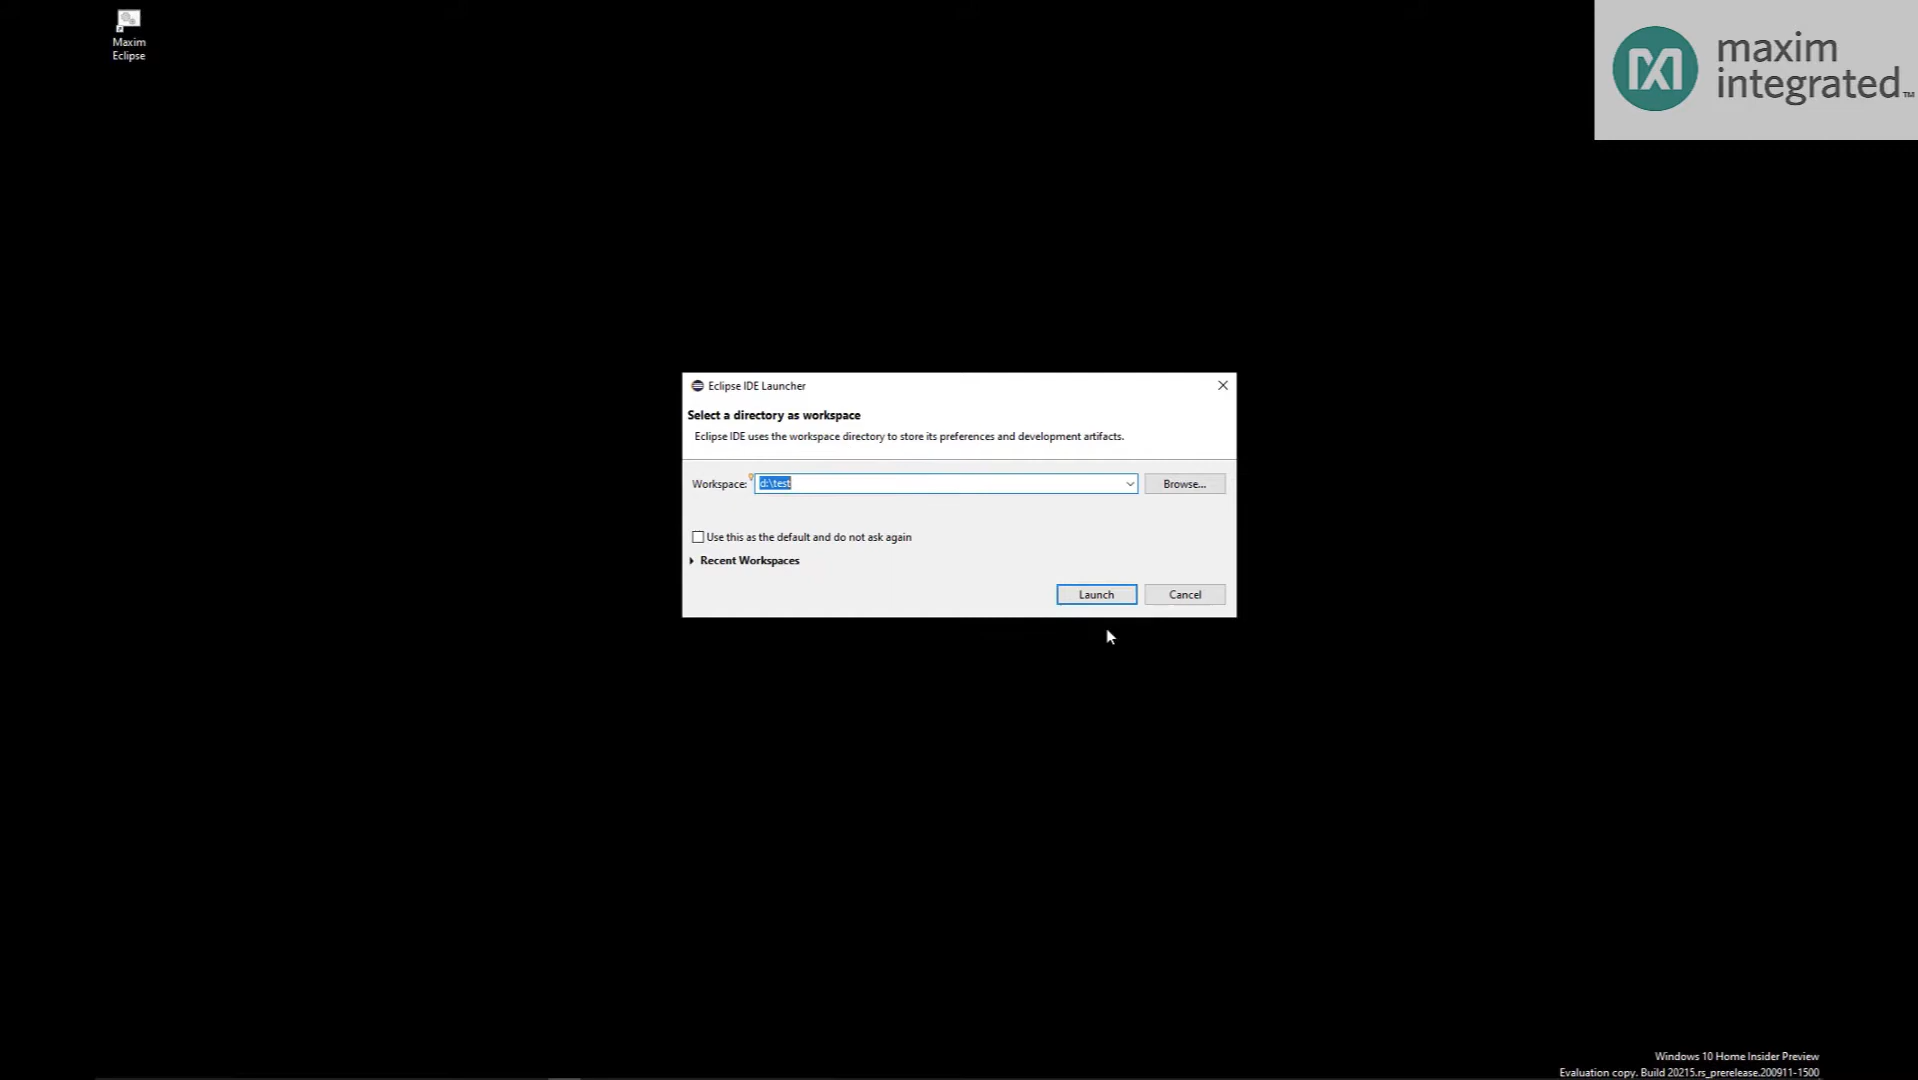 Maxim
Eclipse
maxim
integrated™
Eclipse IDE Launcher
Select a directory as workspace
Eclipse IDE uses the workspace directory to store its preferences and development artifacts.
Workspace: d:\test Browse...
Use this as the default and do not ask again
Recent Workspaces
Launch Cancel
Windows 10 Home Insider Preview
Evaluation copy. Build 20215.rs_prerelease.200911-1500